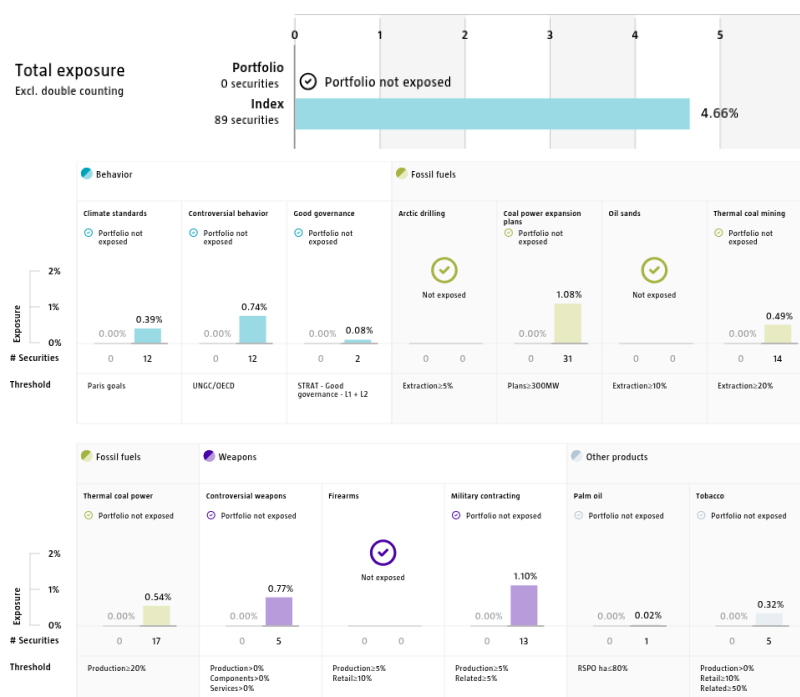 0 1 2 3 4 5
Total exposure
Excl. double counting
Portfolio
0 securities
Portfolio not exposed
Index
89 securities
4.66%
Behavior
Fossil fuels
Climate standards
Portfolio not
exposed
Controversial behavior
Portfolio not
exposed
Good governance
Portfolio not
exposed
Arctic drilling
Not exposed
Coal power expansion
plans
Portfolio not
exposed
Oil sands
Not exposed
Thermal coal mining
Portfolio not
exposed
Exposure
2%
1%
0%
0.00% 0.39% 0.00% 0.74% 0.00% 0.08% 0.00% 1.08% 0.00% 0.49%
# Securities 0 12 0 12 0 2 0 0 0 31 0 0 0 14
Threshold
Paris goals
UNGC/OECD
STRAT - Good
governance - L1 + L2
Extraction≥5%
Plans≥300MW
Extraction≥10%
Extraction≥20%
Fossil fuels
Weapons
Other products
Thermal coal power
Portfolio not exposed
Controversial weapons
Portfolio not exposed
Firearms
Not exposed
Military contracting
Portfolio not exposed
Palm oil
Portfolio not exposed
Tobacco
Portfolio not exposed
Exposure
2%
1%
0%
0.00% 0.54% 0.00% 0.77% 0.00% 1.10% 0.00% 0.02% 0.00% 0.32%
# Securities 0 17 0 5 0 0 0 13 0 1 0 5
Threshold
Production≥20%
Production>0%
Components>0%
Services>0%
Production≥5%
Retail≥10%
Production≥5%
Related≥5%
RSPO ha≤80%
Production>0%
Retail≥10%
Related≥50%